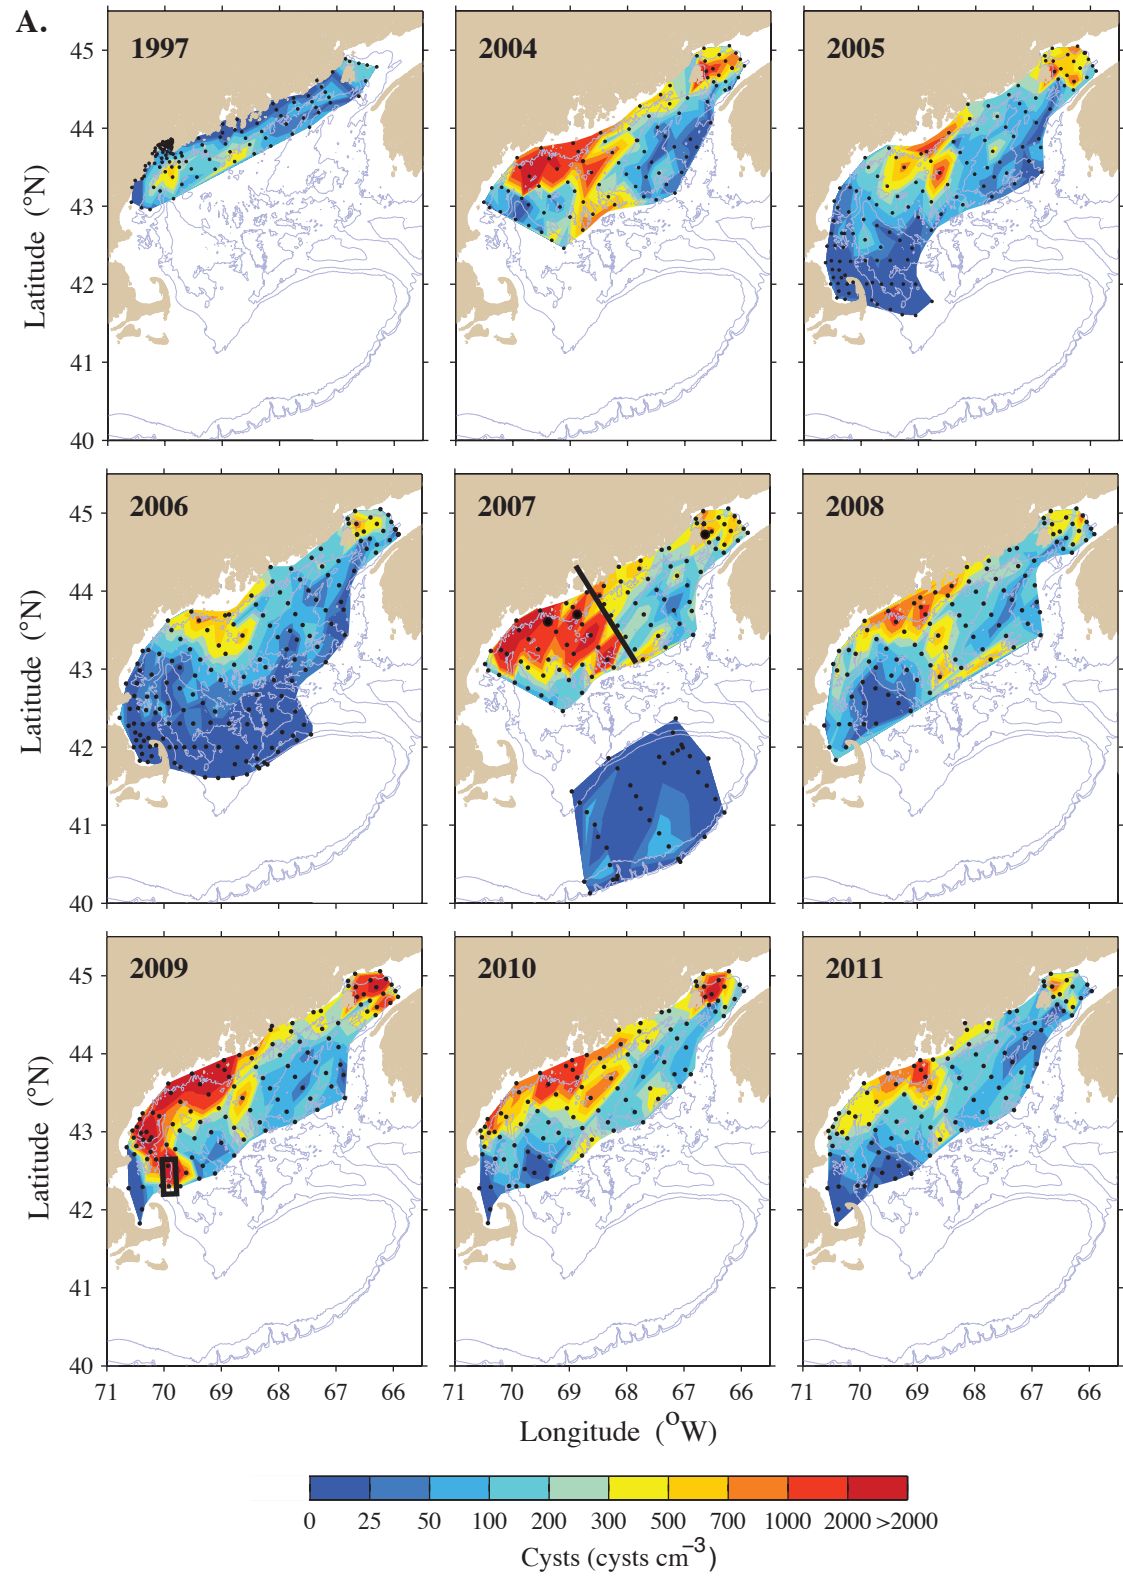 A.
1997
2004
2005
45
44
43
42
41
40
Latitude (°N)
2006
2007
2008
45
44
43
42
41
40
Latitude (°N)
2009
2010
2011
45
44
43
42
41
40
Latitude (°N)
71 70 69 68 67 66
71 70 69 68 67 66
71 70 69 68 67 66
Longitude (°W)
0 25 50 100 200 300 500 700 1000 2000 >2000
Cysts (cysts cm⁻³)